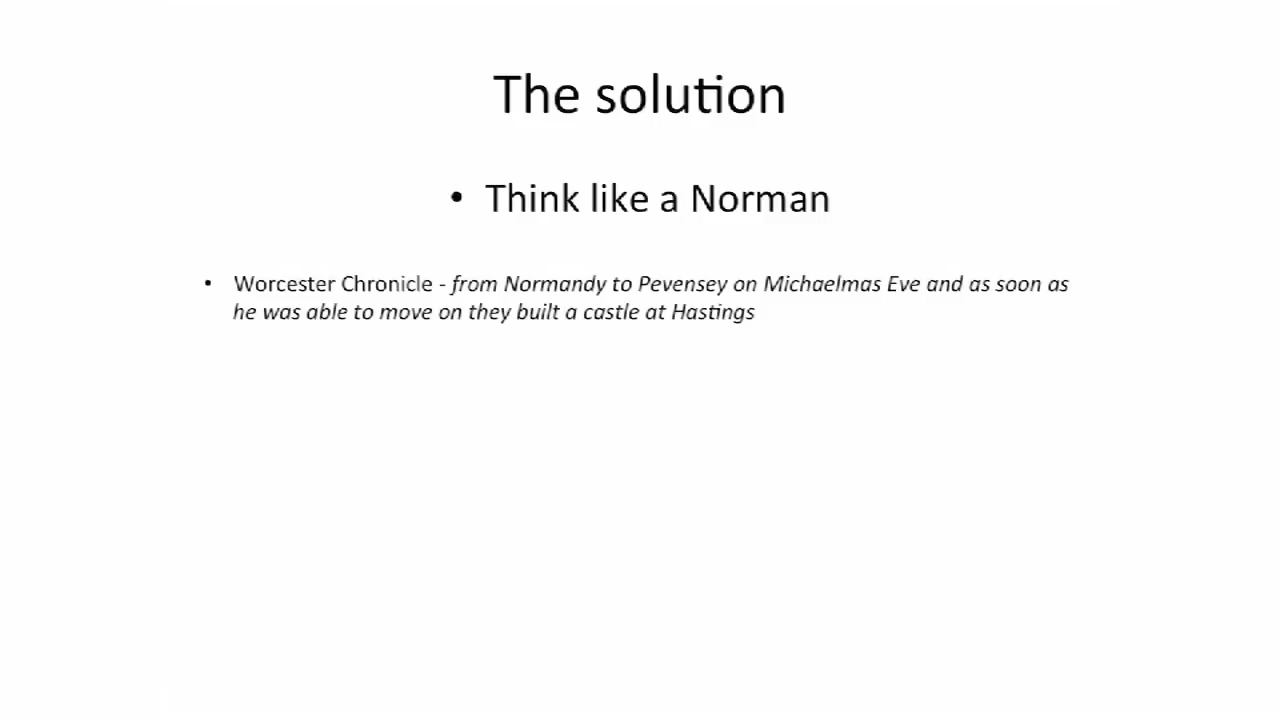 The solution
• Think like a Norman
• Worcester Chronicle - from Normandy to Pevensey on Michaelmas Eve and as soon as
he was able to move on they built a castle at Hastings